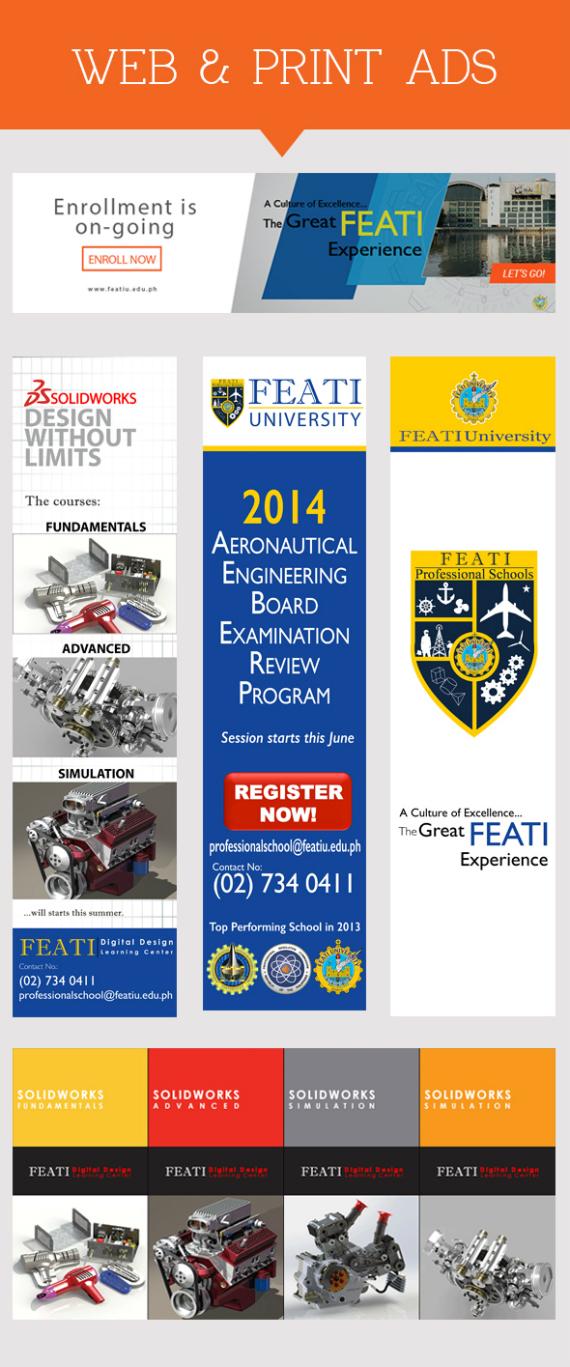 WEB & PRINT ADS
Enrollment is
on-going
ENROLL NOW
www.featiu.edu.ph
A Culture of Excellence...
The Great FEATI
Experience
LET'S GO!
3S SOLIDWORKS
DESIGN
WITHOUT
LIMITS
The courses:
FUNDAMENTALS
ADVANCED
SIMULATION
...will starts this summer.
FEATI Digital Design
Learning Center
Contact No.:
(02) 734 0411
professionalschool@featiu.edu.ph
FEATI
UNIVERSITY
2014
AERONAUTICAL
ENGINEERING
BOARD
EXAMINATION
REVIEW
PROGRAM
Session starts this June
REGISTER
NOW!
professionalschool@featiu.edu.ph
Contact No:
(02) 734 0411
Top Performing School in 2013
FEATI University
FEATI
Professional Schools
A Culture of Excellence...
The Great FEATI
Experience
SOLIDWORKS
FUNDAMENTALS
FEATI Digital Design
Learning Center
SOLIDWORKS
ADVANCED
FEATI Digital Design
Learning Center
SOLIDWORKS
SIMULATION
FEATI Digital Design
Learning Center
SOLIDWORKS
SIMULATION
FEATI Digital Design
Learning Center